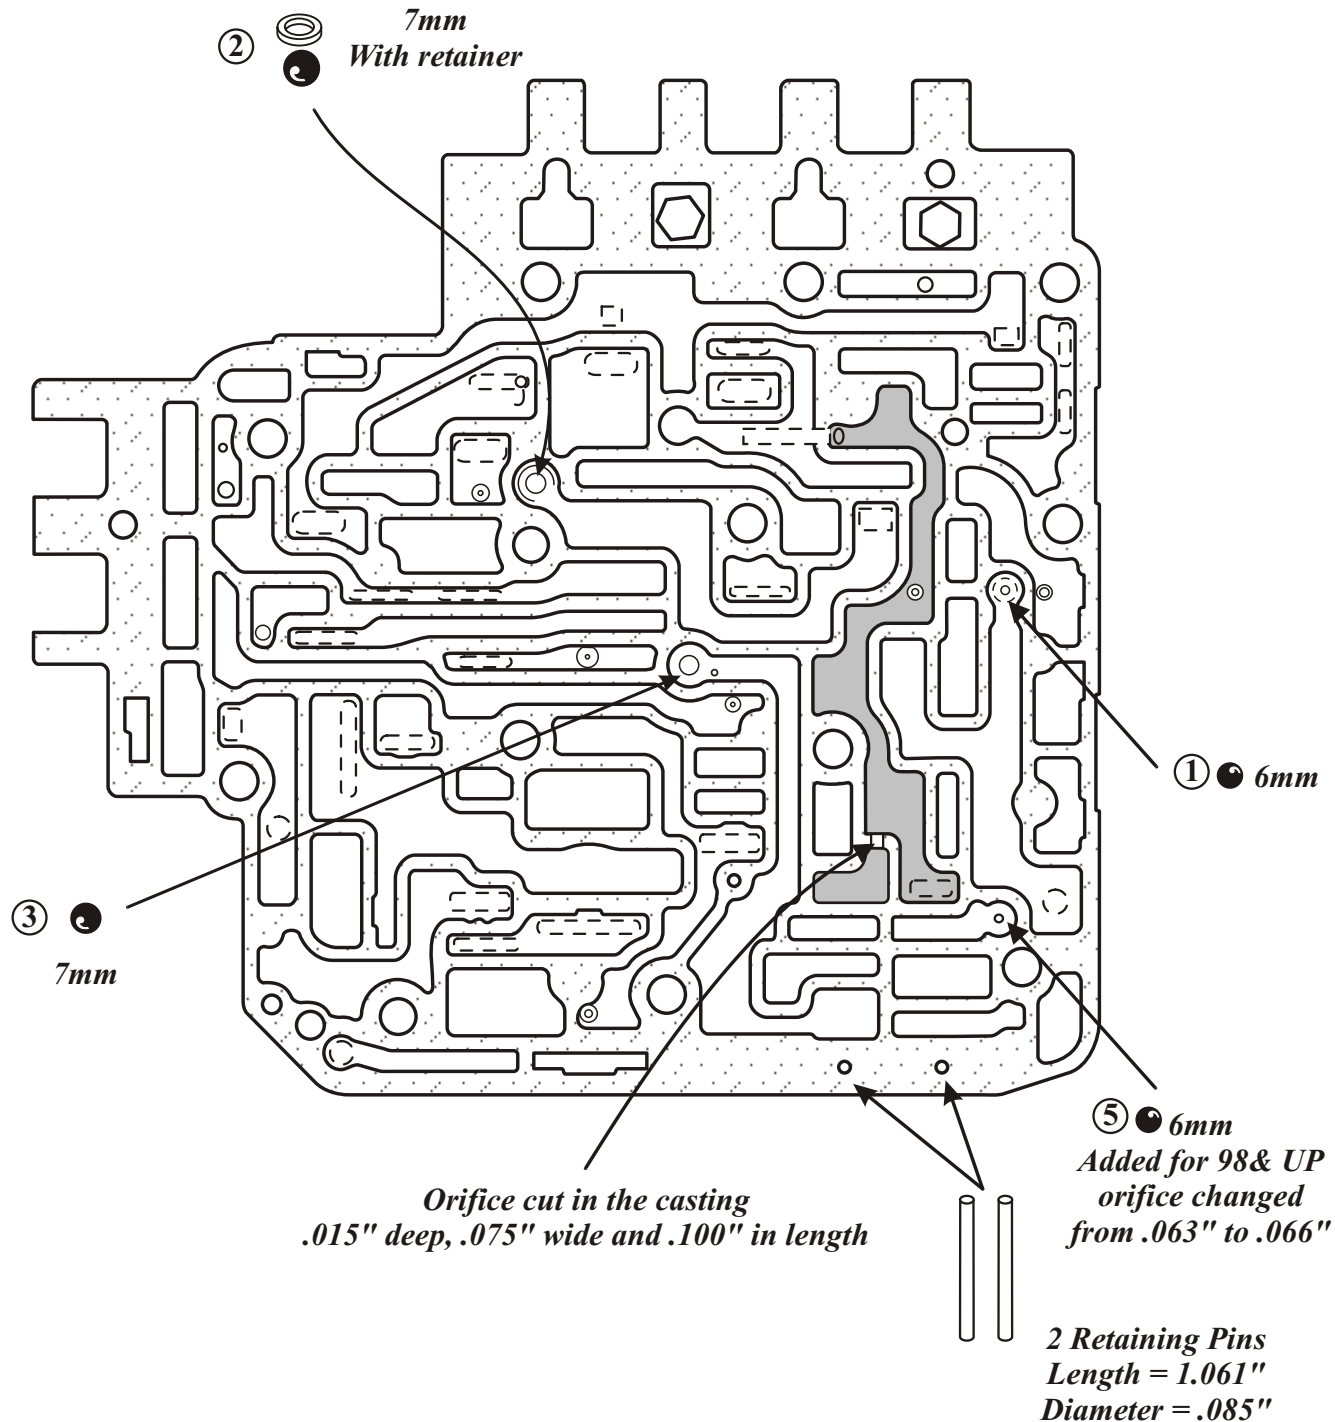 2
7mm
With retainer
1
6mm
3
7mm
5
6mm
Added for 98& UP
orifice changed
from .063" to .066"
Orifice cut in the casting
.015" deep, .075" wide and .100" in length
2 Retaining Pins
Length = 1.061"
Diameter = .085"